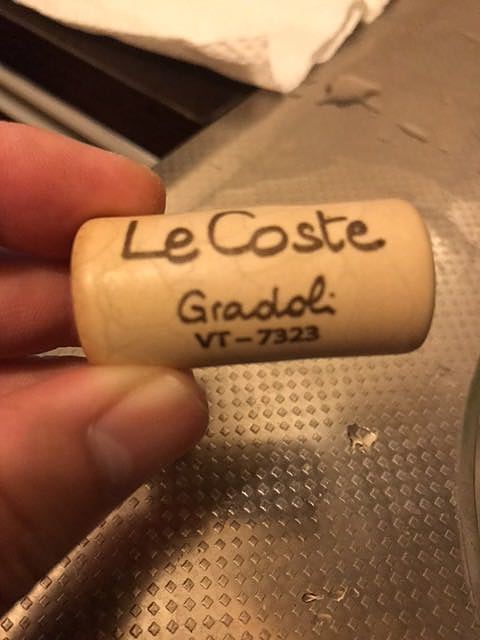 Le Coste
Gradoli
VT-7323